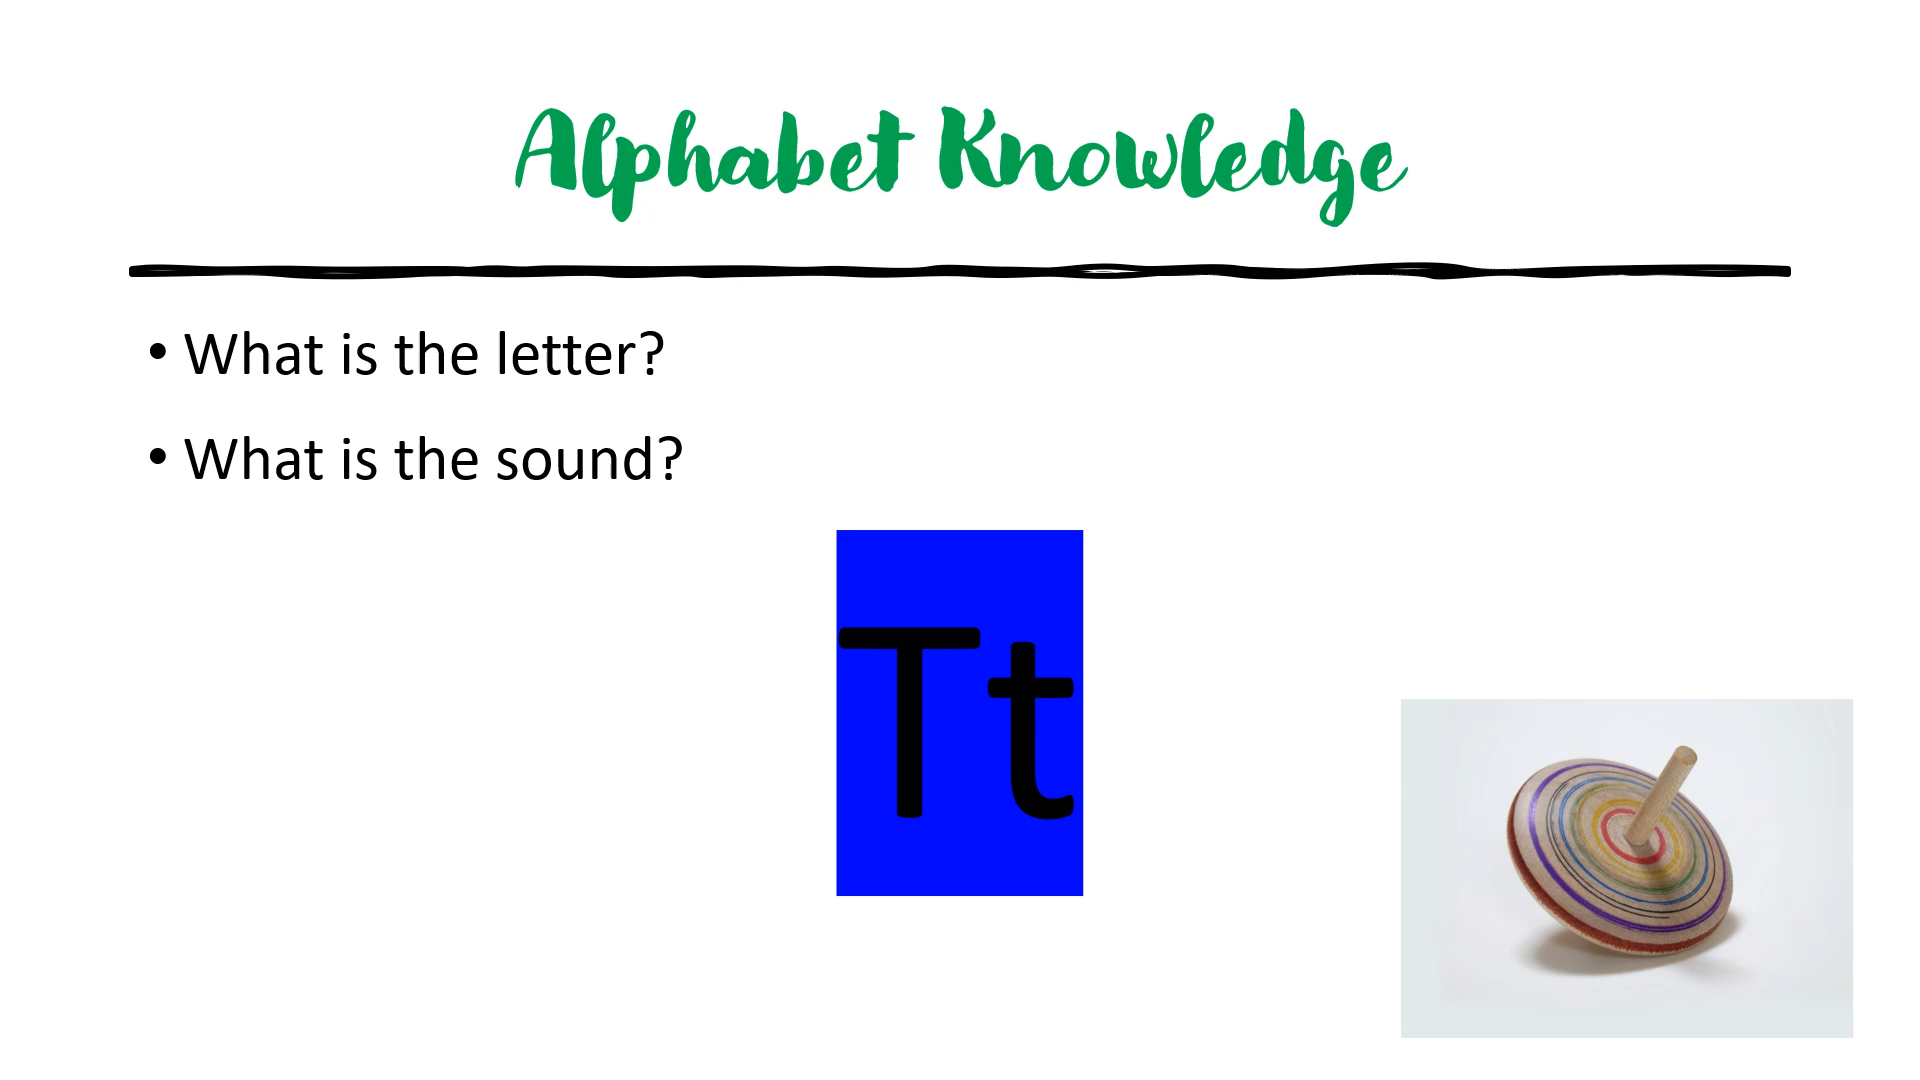 Alphabet Knowledge
• What is the letter?
• What is the sound?
Tt